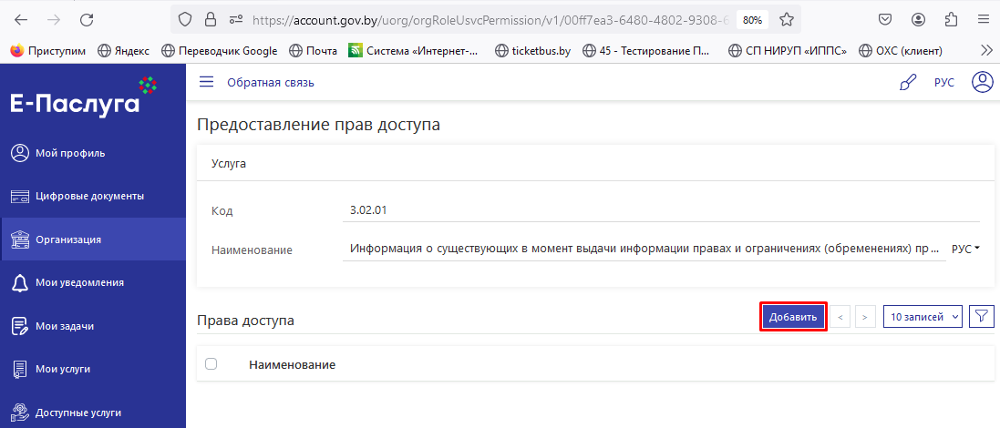 https://account.gov.by/uorg/orgRoleUsvcPermission/v1/00ff7ea3-6480-4802-9308-6 80%
Приступим Яндекс Переводчик Google Почта Система «Интернет-... ticketbus.by 45 - Тестирование П... СП НИРУП «ИППС» ОХС (клиент)
Е-Паслуга
Обратная связь РУС
Предоставление прав доступа
Мой профиль
Цифровые документы
Организация
Мои уведомления
Мои задачи
Мои услуги
Доступные услуги
Услуга
Код 3.02.01
Наименование Информация о существующих в момент выдачи информации правах и ограничениях (обременениях) пр ... РУС
Права доступа Добавить < > 10 записей
Наименование